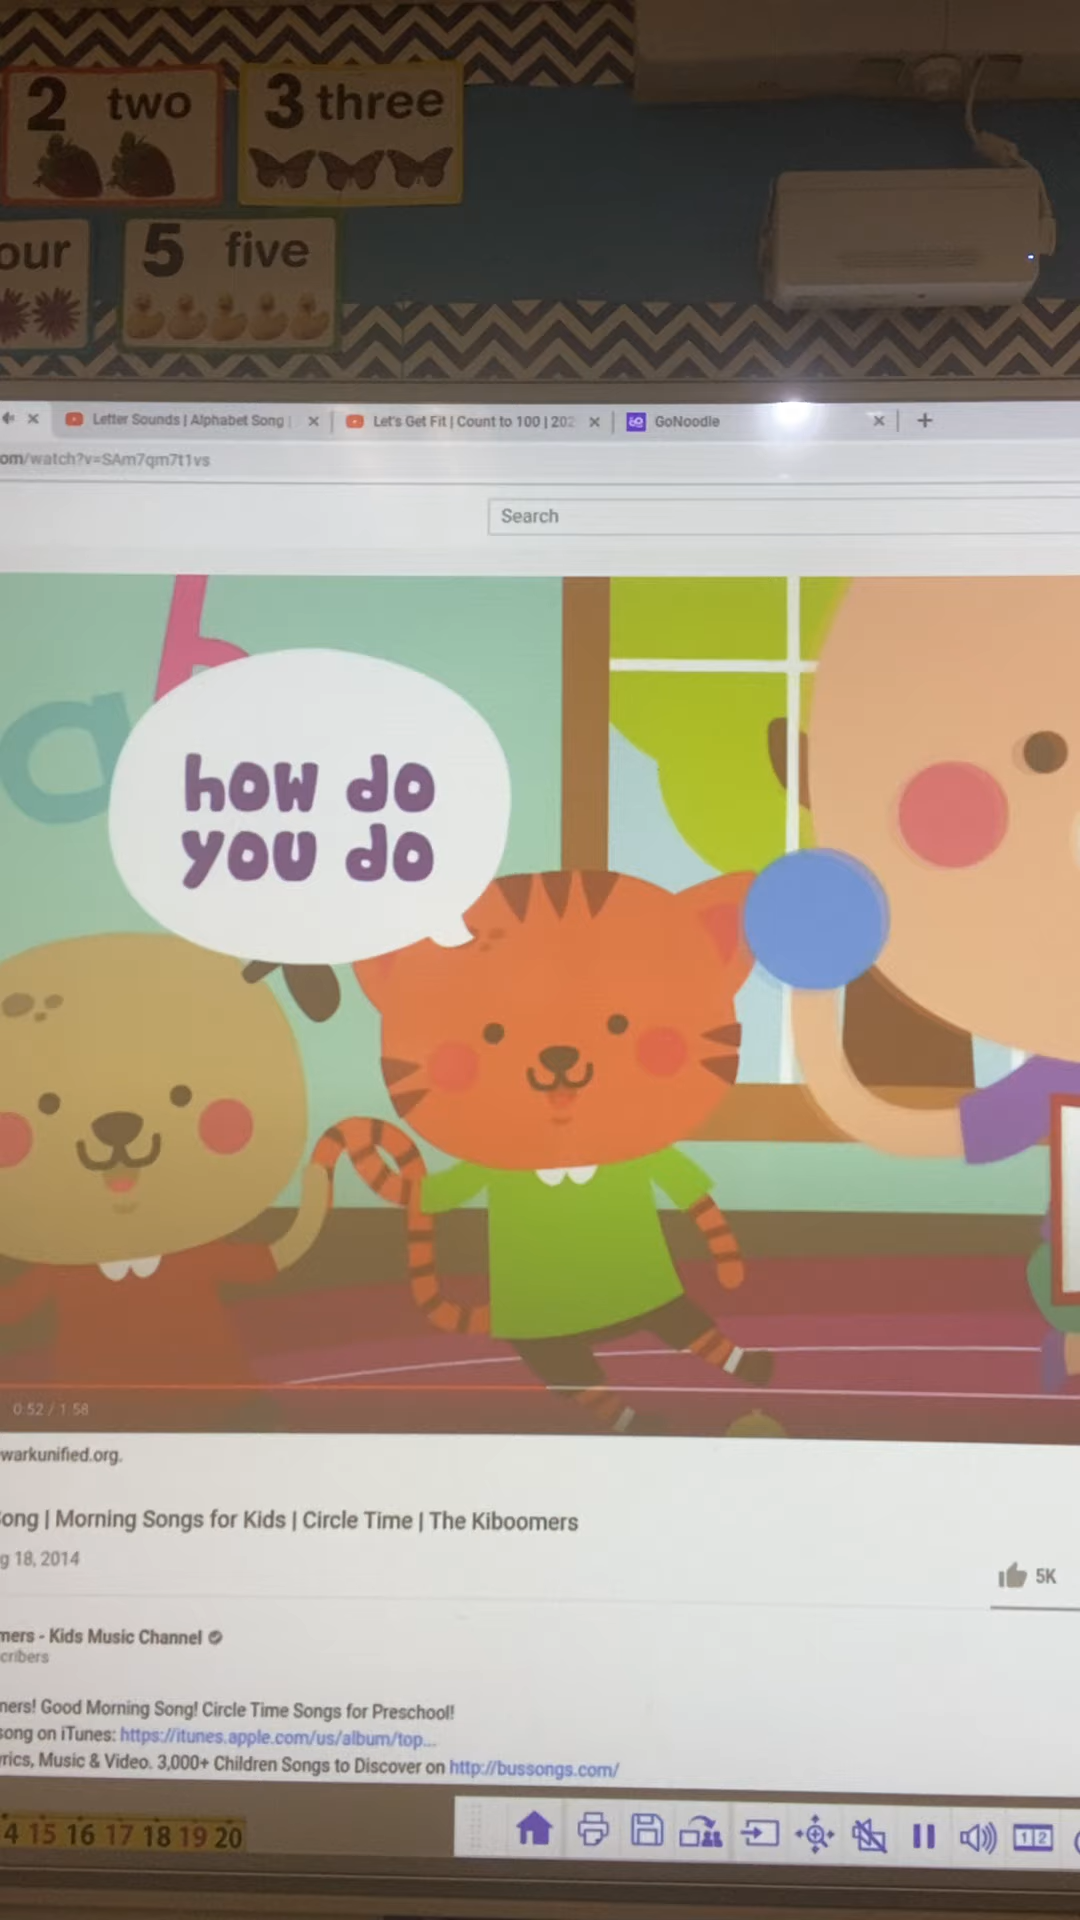 2 two
3 three
our
5 five
Letter Sounds | Alphabet Song |
Let's Get Fit | Count to 100 | 202
GoNoodle
om/watch?v=SAm7qm7t1vs
Search
a
b
how do
you do
0:52 / 1:58
warkunified.org.
ong | Morning Songs for Kids | Circle Time | The Kiboomers
g 18, 2014
5K
mers - Kids Music Channel
cribers
ners! Good Morning Song! Circle Time Songs for Preschool!
song on iTunes: https://itunes.apple.com/us/album/top...
rics, Music & Video. 3,000+ Children Songs to Discover on http://bussongs.com/
4 15 16 17 18 19 20
1 2